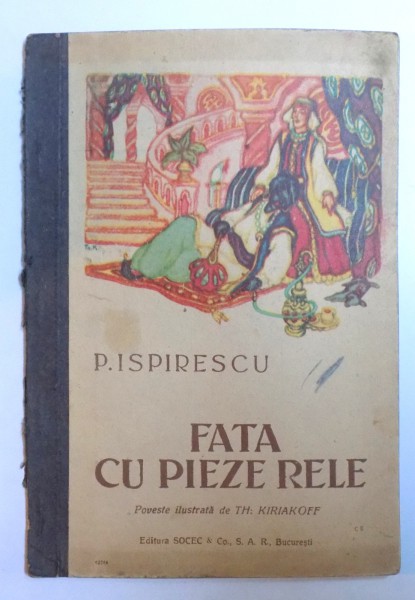 P. ISPIRESCU
FATA
CU PIEZE RELE
Poveste ilustrată de TH. KIRIAKOFF
Editura SOCEC & Co., S. A. R., București